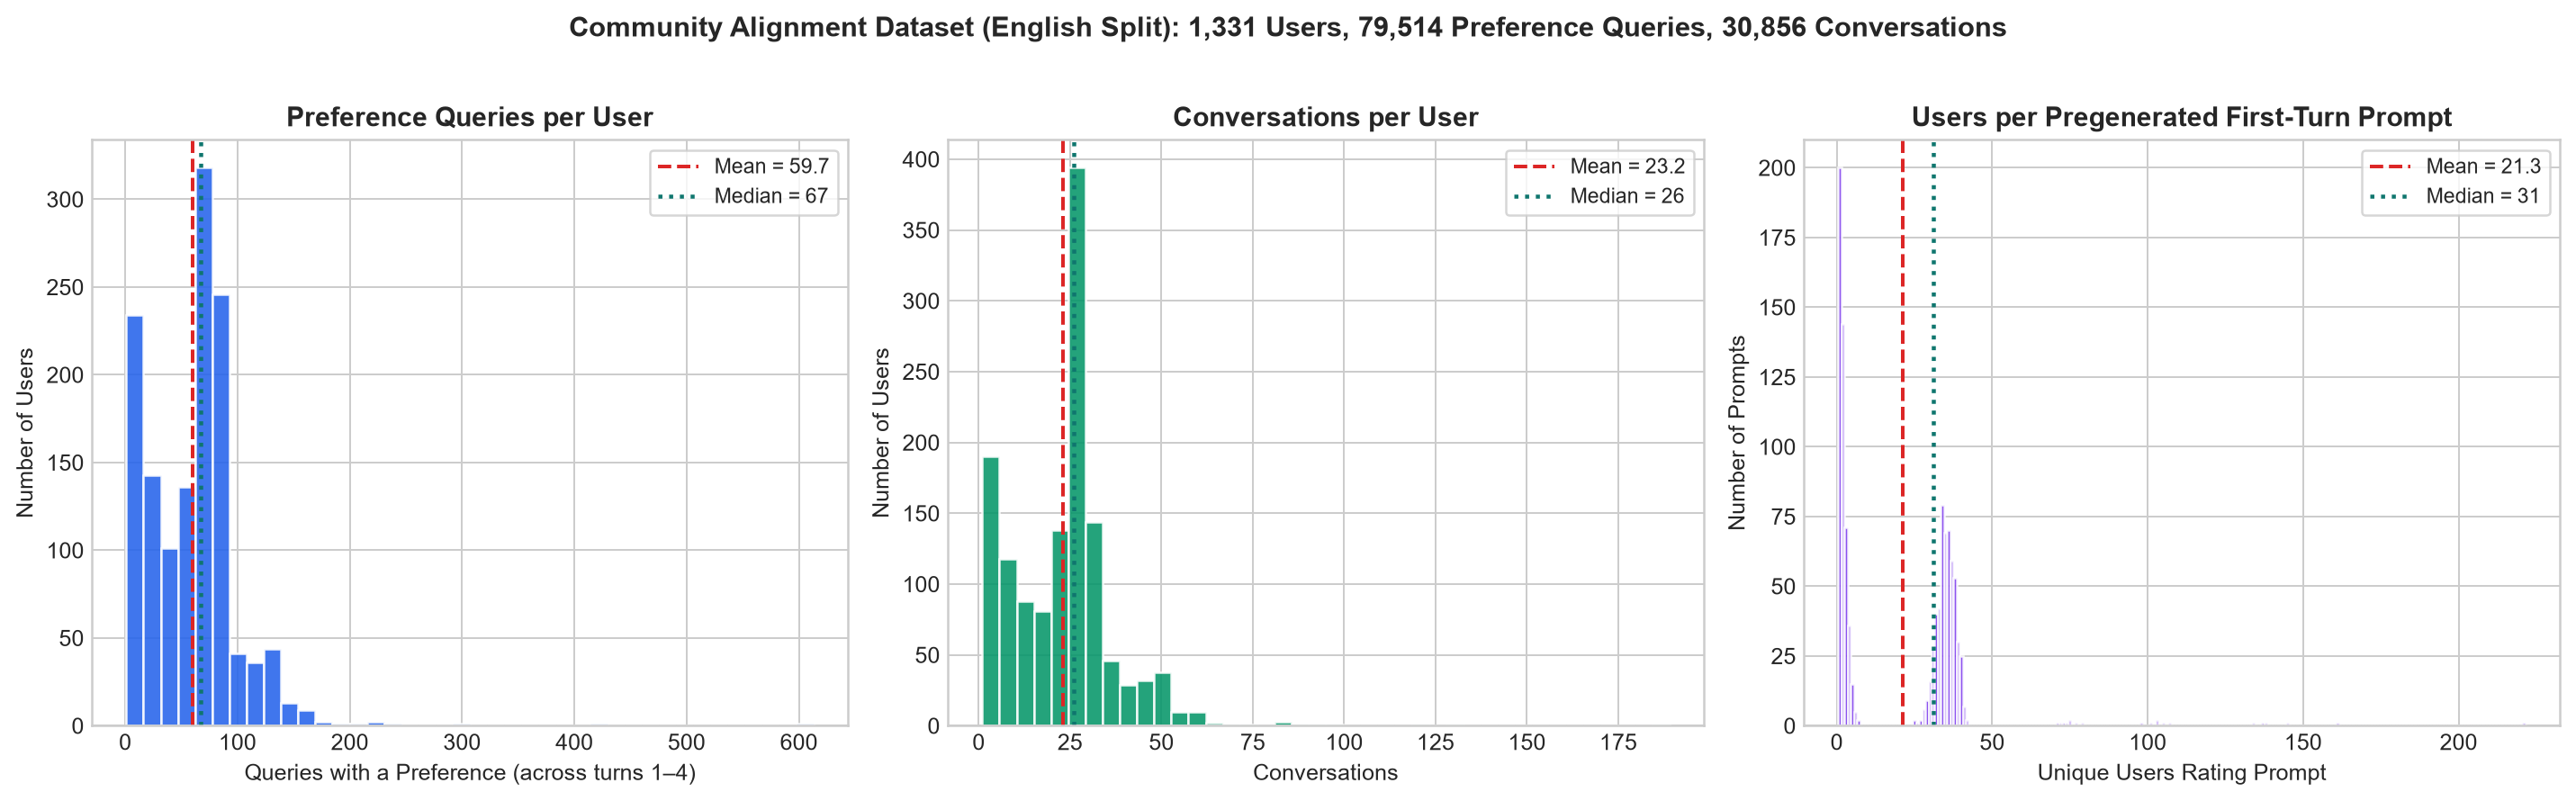 Community Alignment Dataset (English Split): 1,331 Users, 79,514 Preference Queries, 30,856 Conversations
Preference Queries per User
Number of Users
0
50
100
150
200
250
300
Mean = 59.7
Median = 67
0 100 200 300 400 500 600
Queries with a Preference (across turns 1–4)
Conversations per User
Number of Users
0
50
100
150
200
250
300
350
400
Mean = 23.2
Median = 26
0 25 50 75 100 125 150 175
Conversations
Users per Pregenerated First-Turn Prompt
Number of Prompts
0
25
50
75
100
125
150
175
200
Mean = 21.3
Median = 31
0 50 100 150 200
Unique Users Rating Prompt